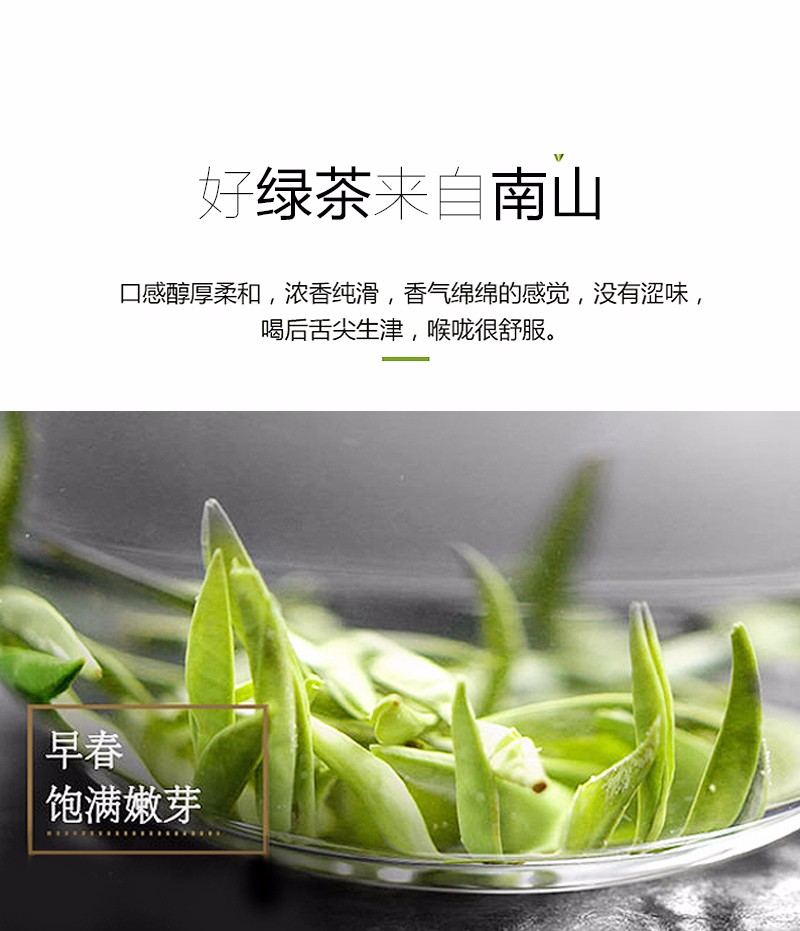 好绿茶来自南山
口感醇厚柔和，浓香纯滑，香气绵绵的感觉，没有涩味，
喝后舌尖生津，喉咙很舒服。
早春
饱满嫩芽